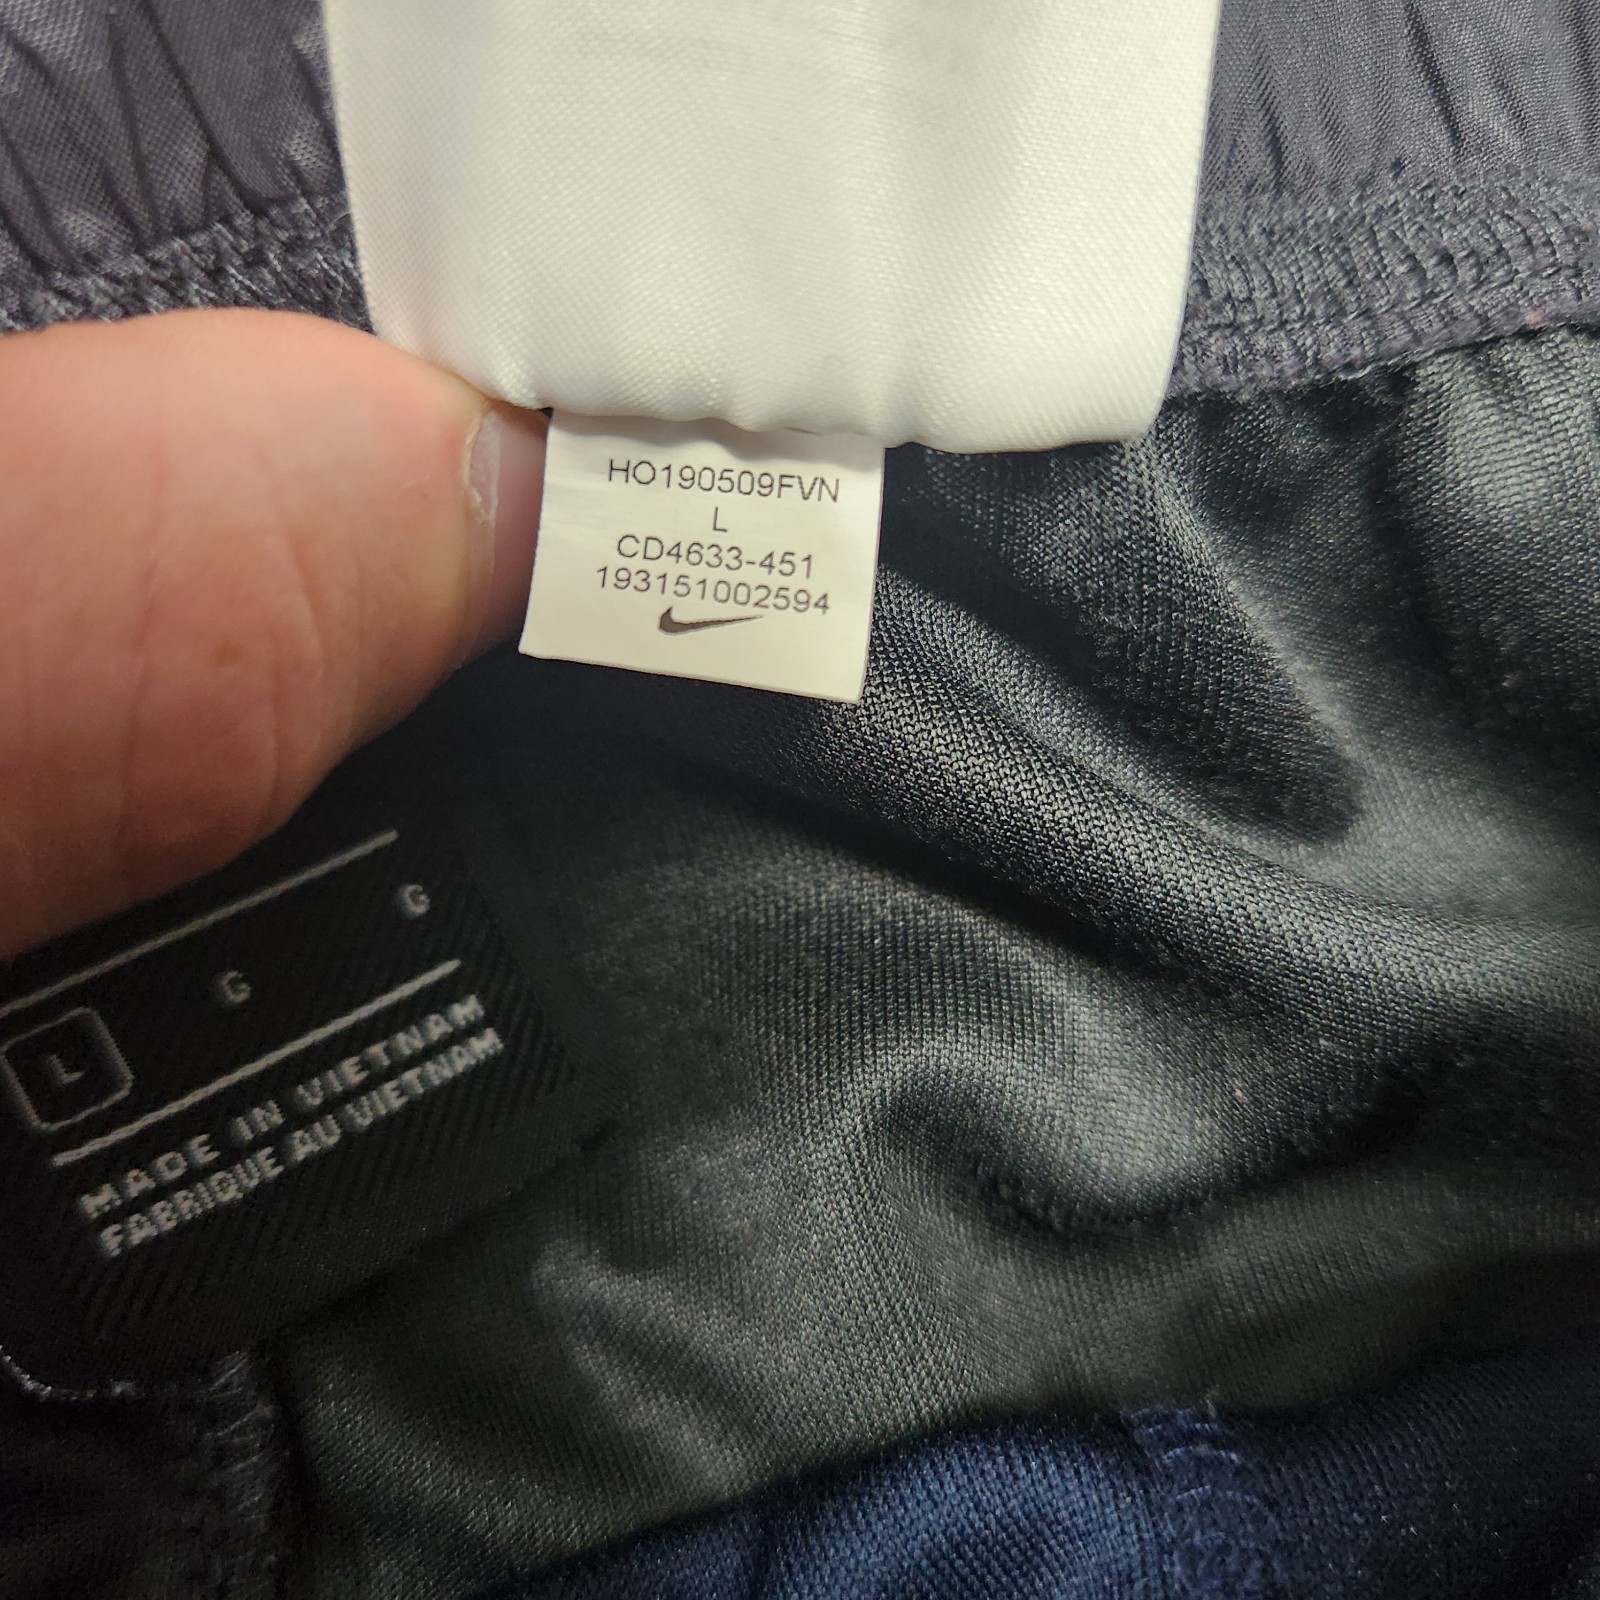 HO190509FVN
L
CD4633-451
193151002594
G
G
L
MADE IN VIETNAM
FABRIQUE AU VIETNAM